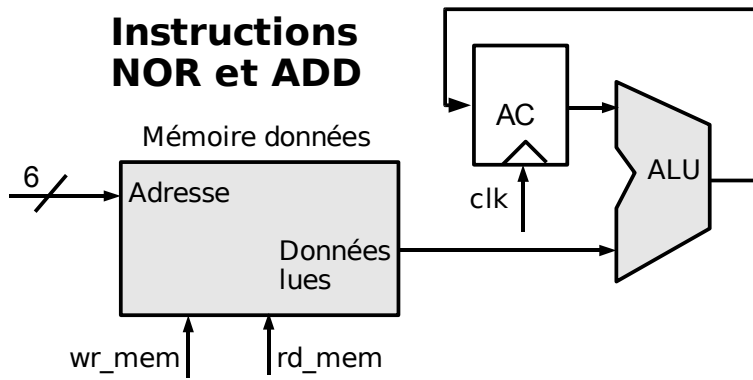 Instructions
NOR et ADD
Mémoire données
6
Adresse
Données
lues
wr_mem
rd_mem
AC
clk
ALU